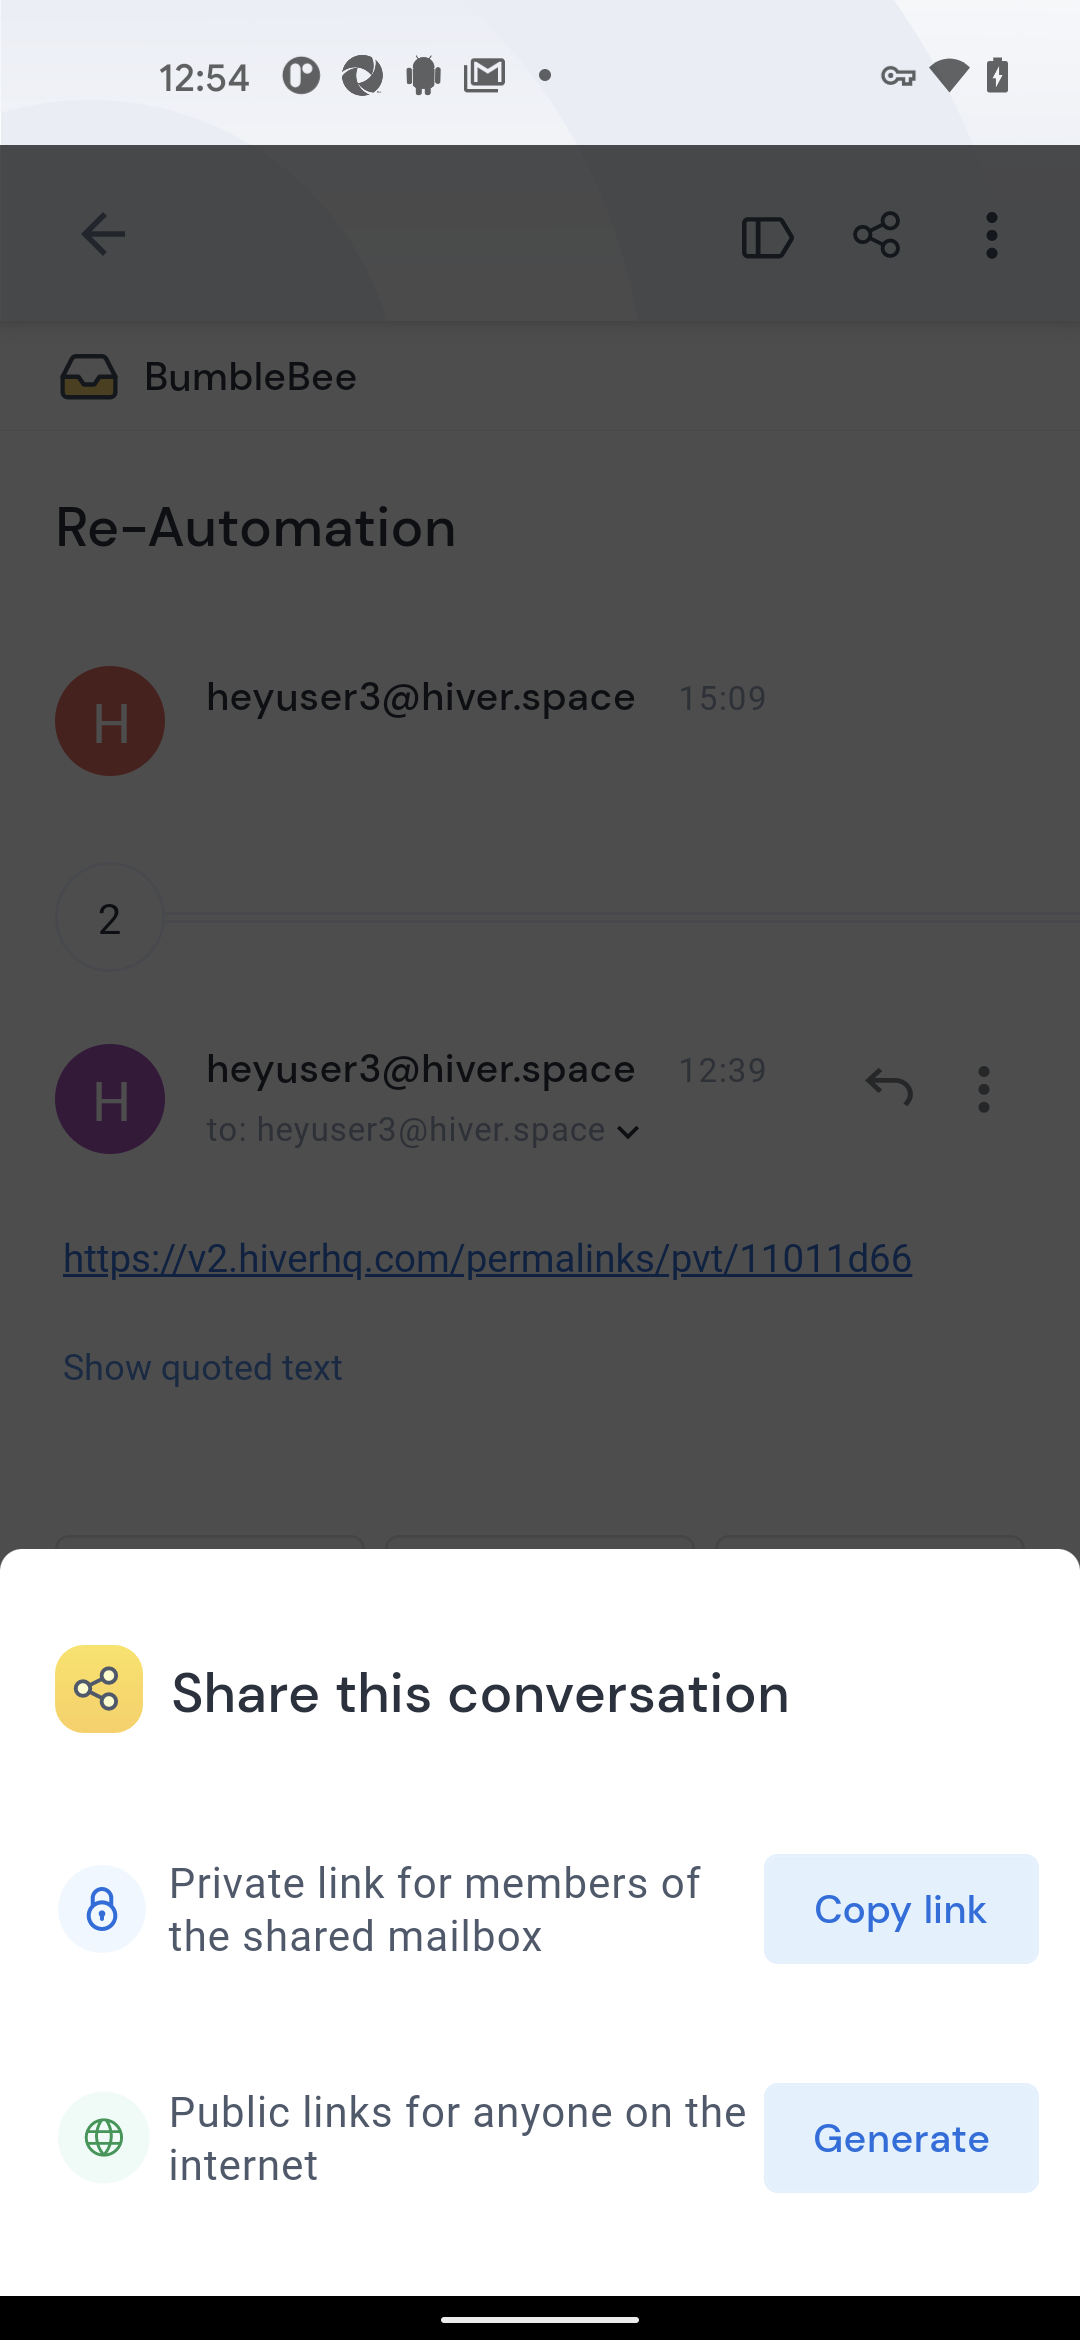 12:54
BumbleBee
Re-Automation
H
heyuser3@hiver.space 15:09
2
H
heyuser3@hiver.space 12:39
to: heyuser3@hiver.space
https://v2.hiverhq.com/permalinks/pvt/11011d66
Show quoted text
Share this conversation
Private link for members of
the shared mailbox
Copy link
Public links for anyone on the
internet
Generate